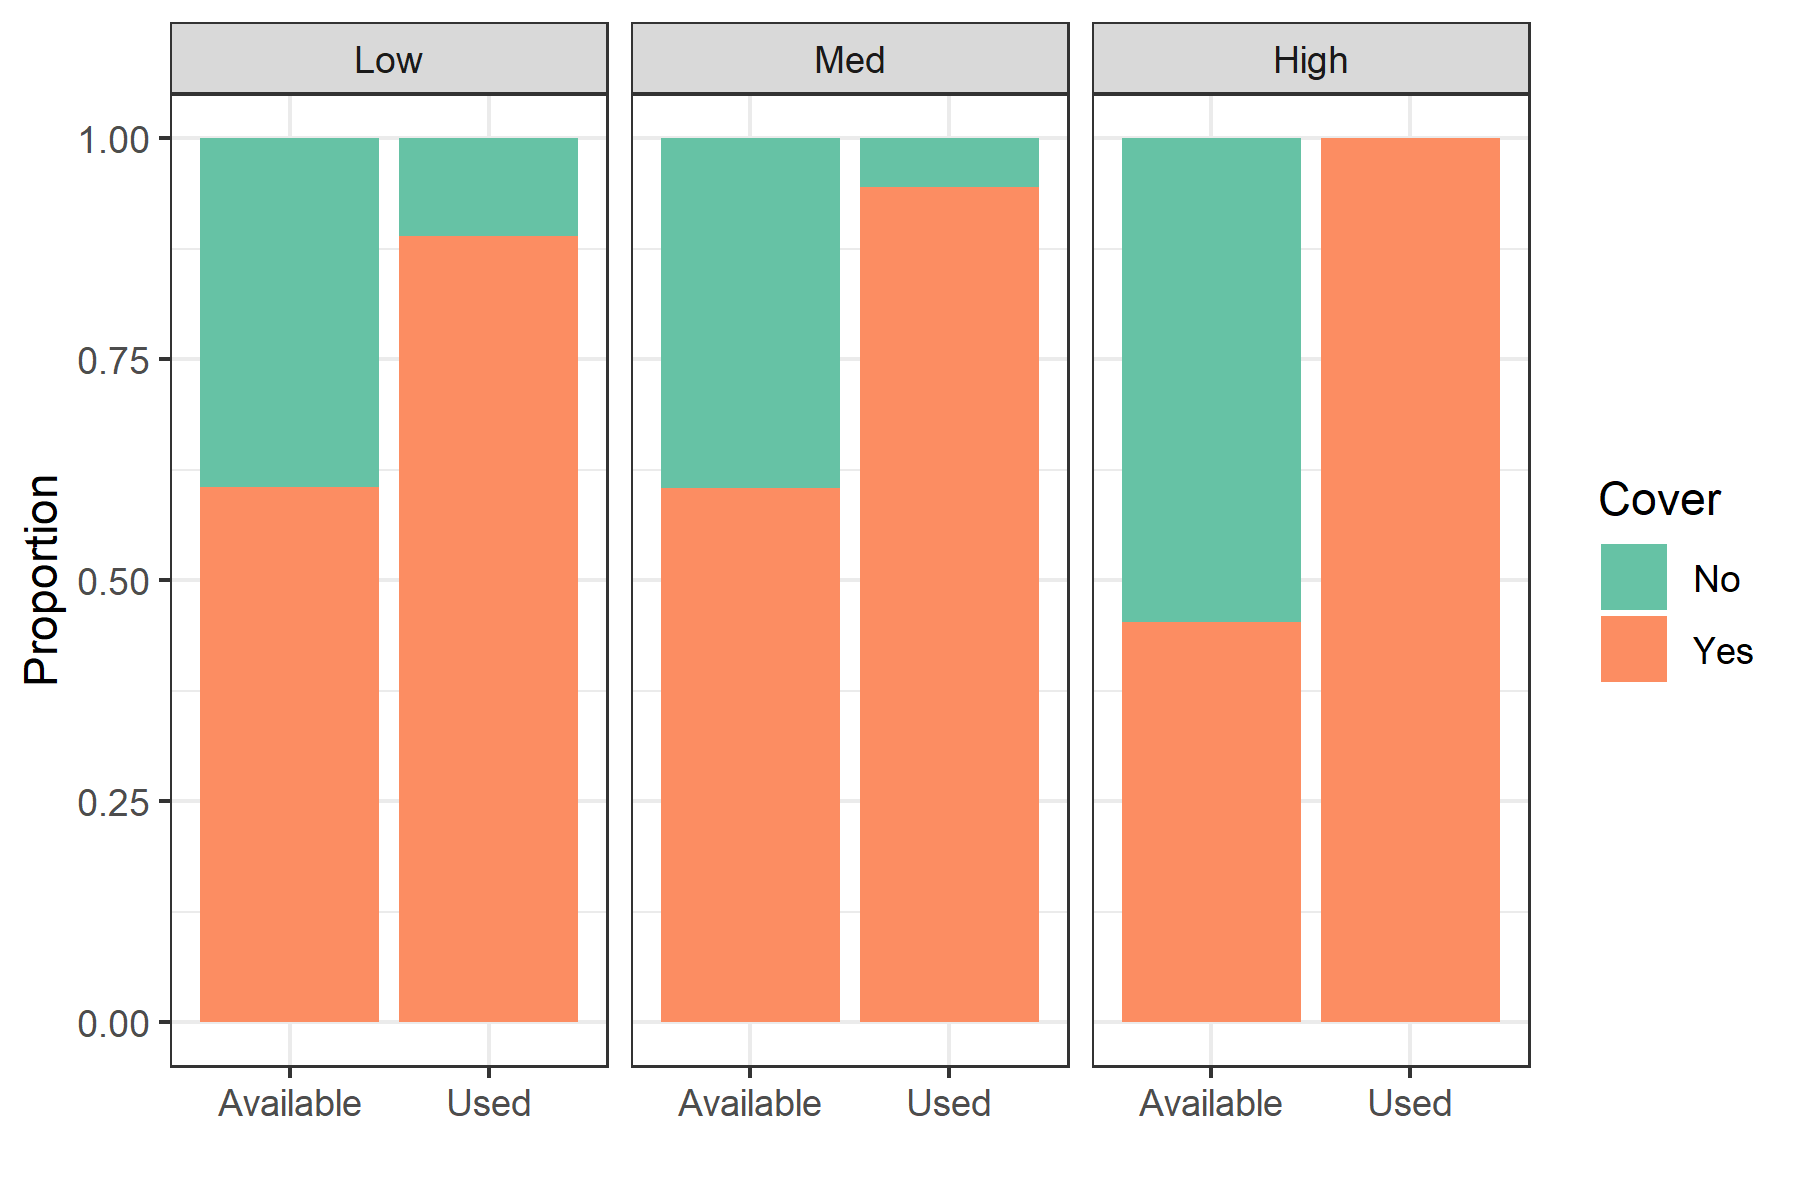 Low
Med
High
1.00
0.75
0.50
0.25
0.00
Proportion
Available
Used
Available
Used
Available
Used
Cover
No
Yes